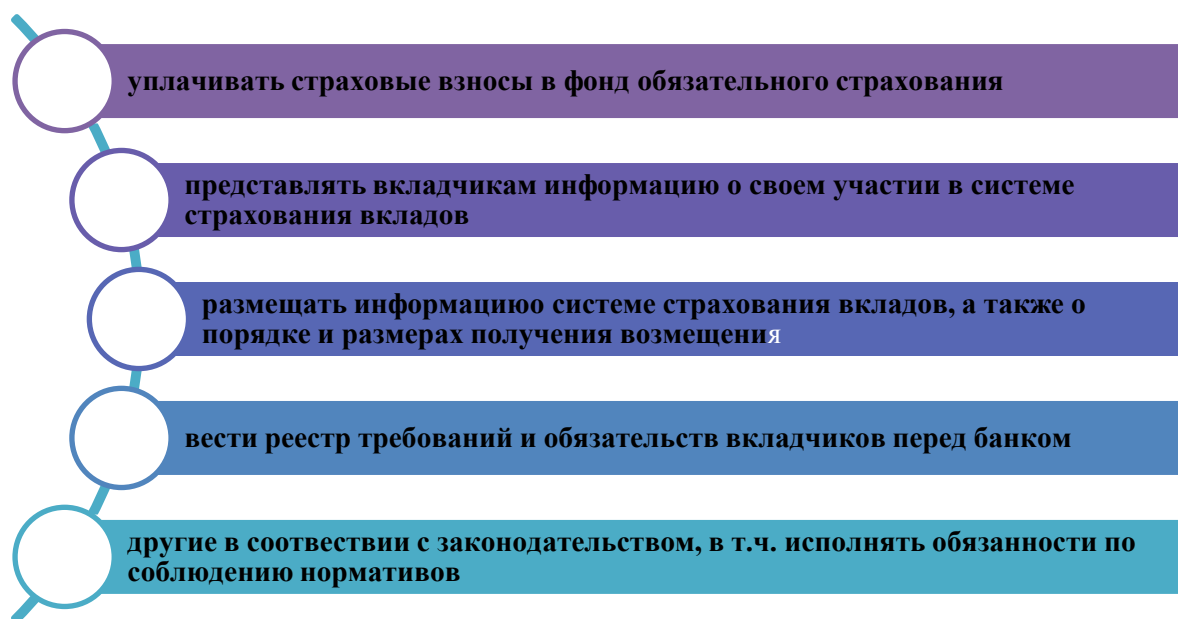 уплачивать страховые взносы в фонд обязательного страхования
представлять вкладчикам информацию о своем участии в системе
страхования вкладов
размещать информациюо системе страхования вкладов, а также о
порядке и размерах получения возмещения
вести реестр требований и обязательств вкладчиков перед банком
другие в соотвествии с законодательством, в т.ч. исполнять обязанности по
соблюдению нормативов